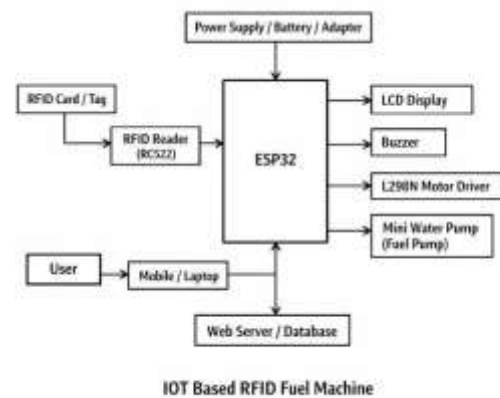 Power Supply / Battery / Adapter
RFID Card / Tag
RFID Reader
(RC522)
ESP32
LCD Display
Buzzer
L298N Motor Driver
Mini Water Pump
(Fuel Pump)
User
Mobile / Laptop
Web Server / Database
IOT Based RFID Fuel Machine